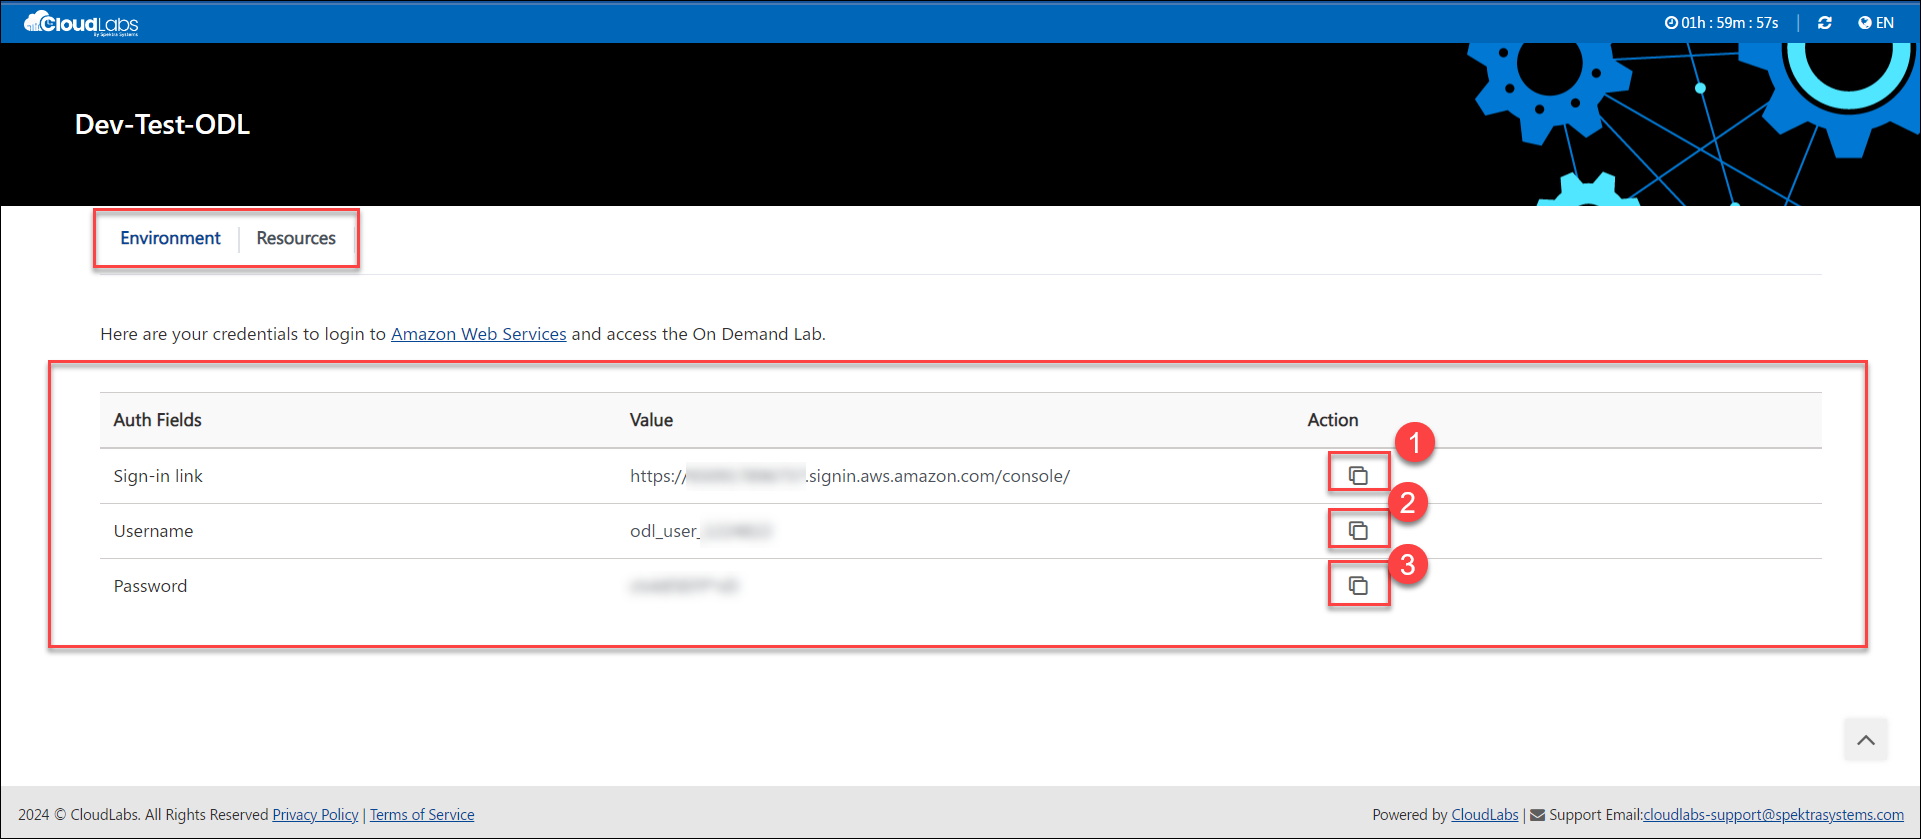 CloudLabs
By Spektra Systems
01h : 59m : 57s
EN
Dev-Test-ODL
Environment
Resources
Here are your credentials to login to Amazon Web Services and access the On Demand Lab.
Auth Fields Value Action
1
Sign-in link https:// .signin.aws.amazon.com/console/
2
Username odl_user_
3
Password
2024 © CloudLabs. All Rights Reserved Privacy Policy | Terms of Service
Powered by CloudLabs | Support Email:cloudlabs-support@spektrasystems.com